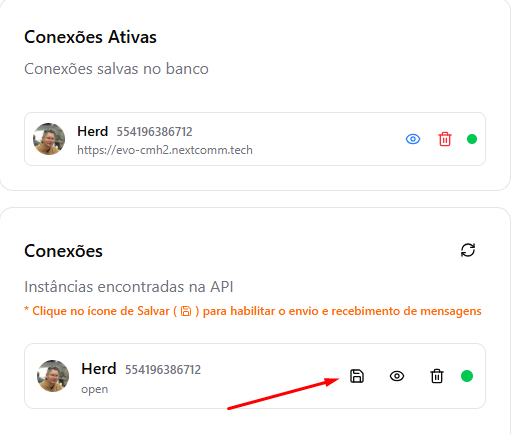 Conexões Ativas
Conexões salvas no banco
Herd 554196386712
https://evo-cmh2.nextcomm.tech
Conexões
Instâncias encontradas na API
* Clique no ícone de Salvar ( ) para habilitar o envio e recebimento de mensagens
Herd 554196386712
open